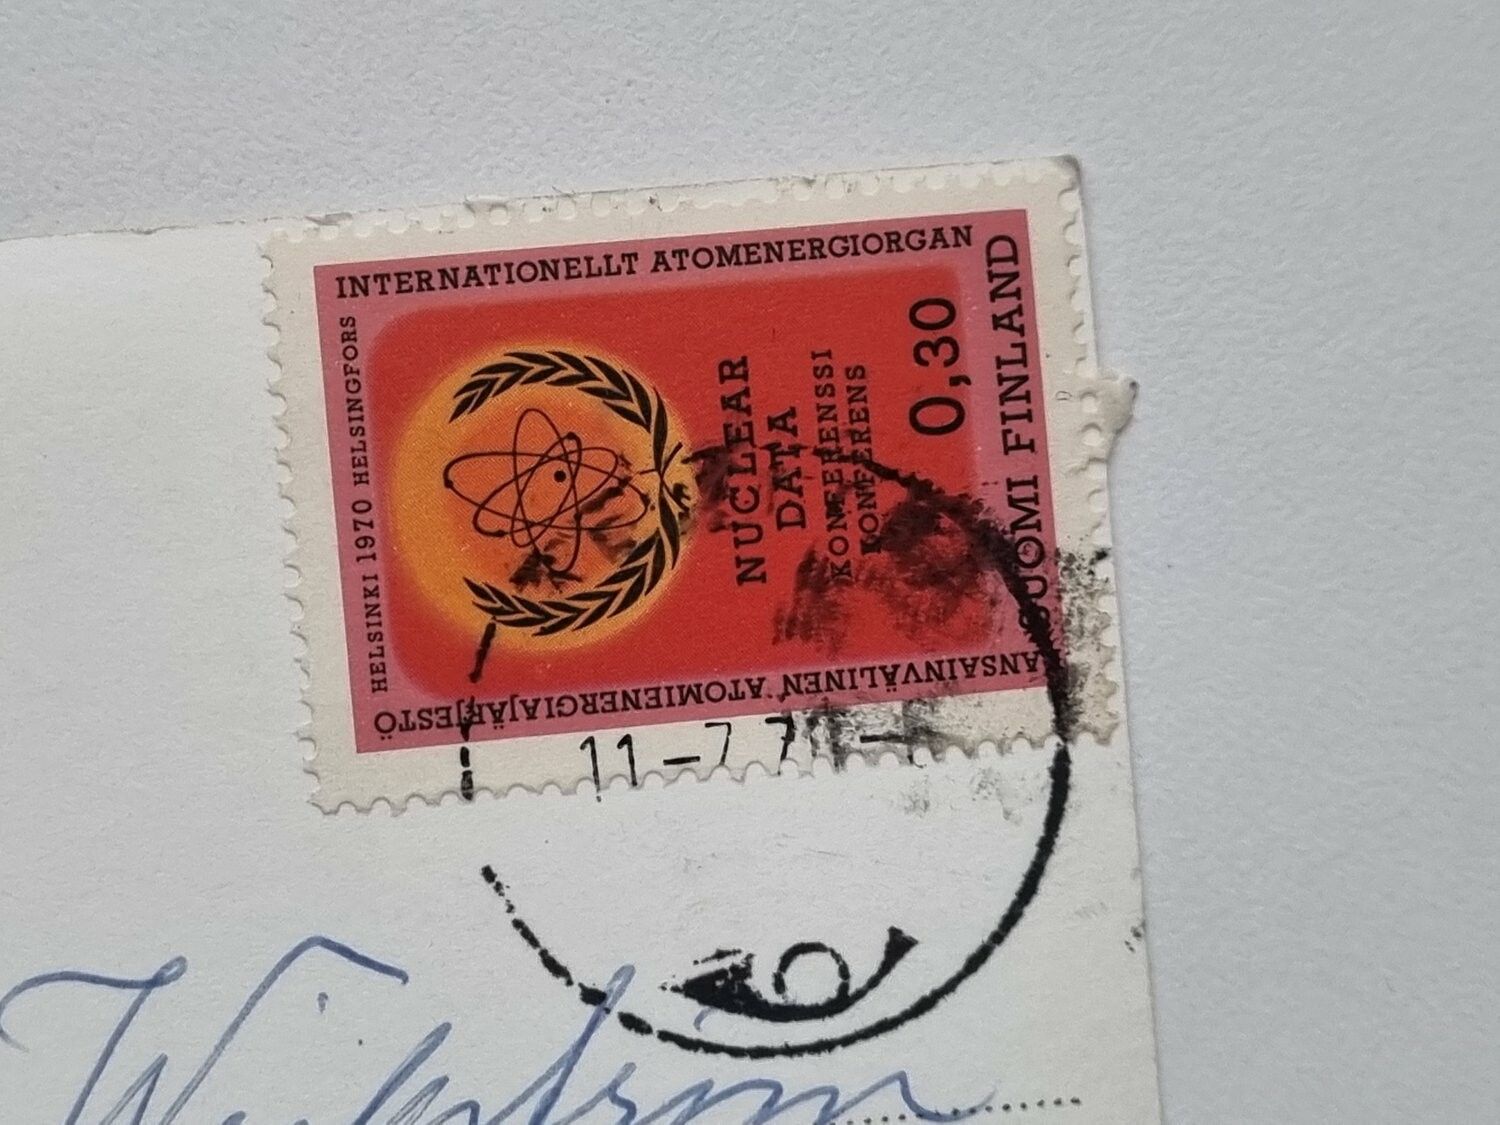 INTERNATIONELLT ATOMENERGIORGAN
HELSINKI 1970 HELSINGFORS
NUCLEAR
DATA
KONFERENSSI
KONFERENS
0,30
SUOMI FINLAND
KANSAINVÄLINEN ATOMIENERGIAJÄRJESTÖ
11-7 7